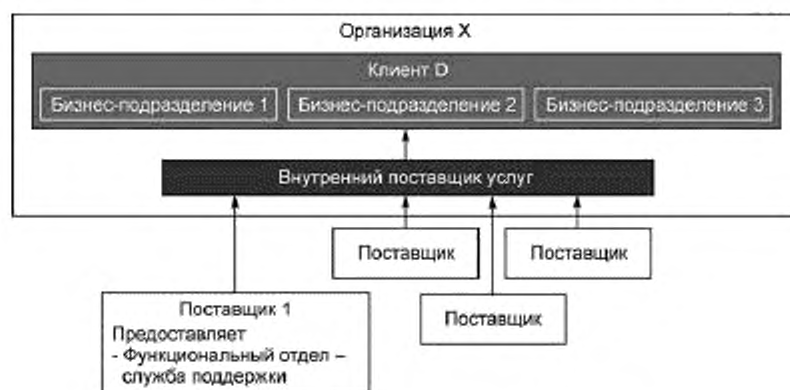 Организация X
Клиент D
Бизнес-подразделение 1 Бизнес-подразделение 2 Бизнес-подразделение 3
Внутренний поставщик услуг
Поставщик Поставщик
Поставщик 1
Поставщик
Предоставляет
- Функциональный отдел –
служба поддержки